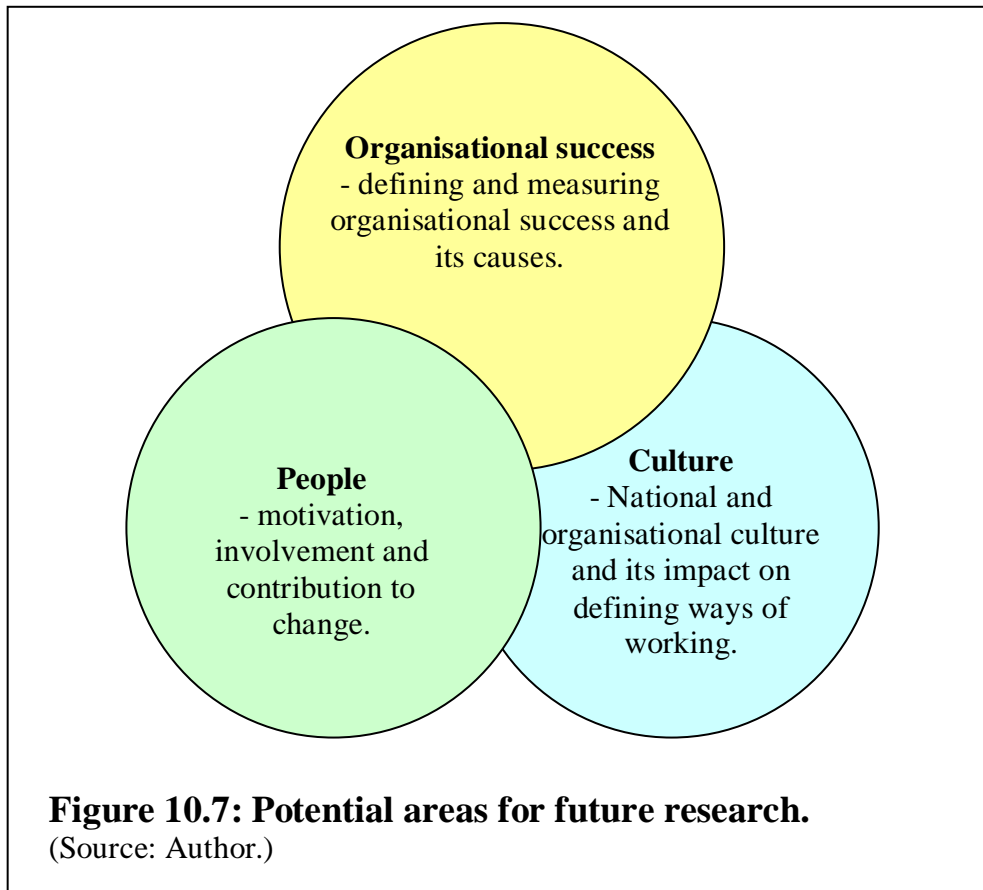 Organisational success
- defining and measuring
organisational success and
its causes.
People
- motivation,
involvement and
contribution to
change.
Culture
- National and
organisational culture
and its impact on
defining ways of
working.
Figure 10.7: Potential areas for future research.
(Source: Author.)